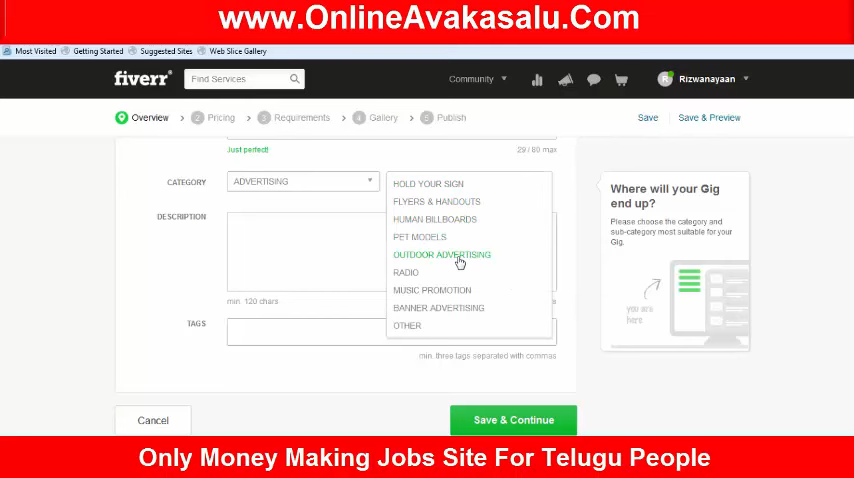 www.OnlineAvakasalu.Com
Most Visited Getting Started Suggested Sites Web Slice Gallery
fiverr® Find Services Community R Rizwanayaan
Overview 2 Pricing 3 Requirements 4 Gallery 5 Publish Save Save & Preview
Just perfect! 29 / 80 max
CATEGORY ADVERTISING
HOLD YOUR SIGN
FLYERS & HANDOUTS
HUMAN BILLBOARDS
PET MODELS
OUTDOOR ADVERTISING
RADIO
MUSIC PROMOTION
BANNER ADVERTISING
OTHER
DESCRIPTION
min. 120 chars
TAGS
min. three tags separated with commas
Where will your Gig
end up?
Please choose the category and
sub-category most suitable for your
Gig.
you are
here
Cancel Save & Continue
Only Money Making Jobs Site For Telugu People